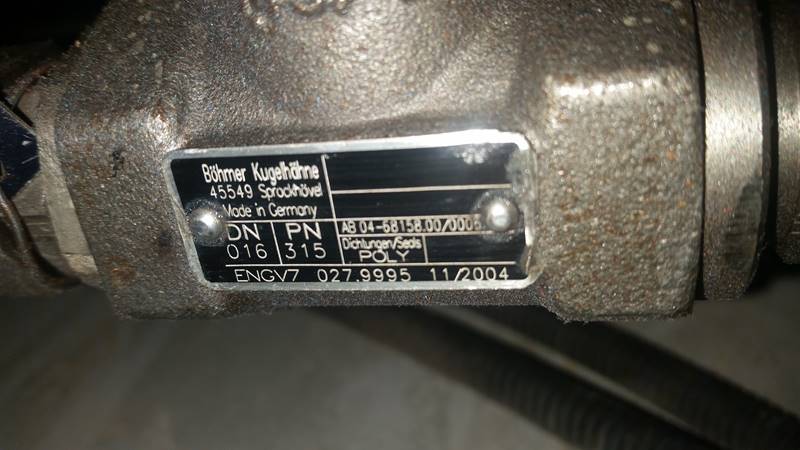 Böhmer Kugelhähne
45549 Sprockhövel
Made in Germany
DN PN AB 04-68158.00/000
016 315 Dichtungen/Seals
POLY
ENGV7 027.9995 11/2004